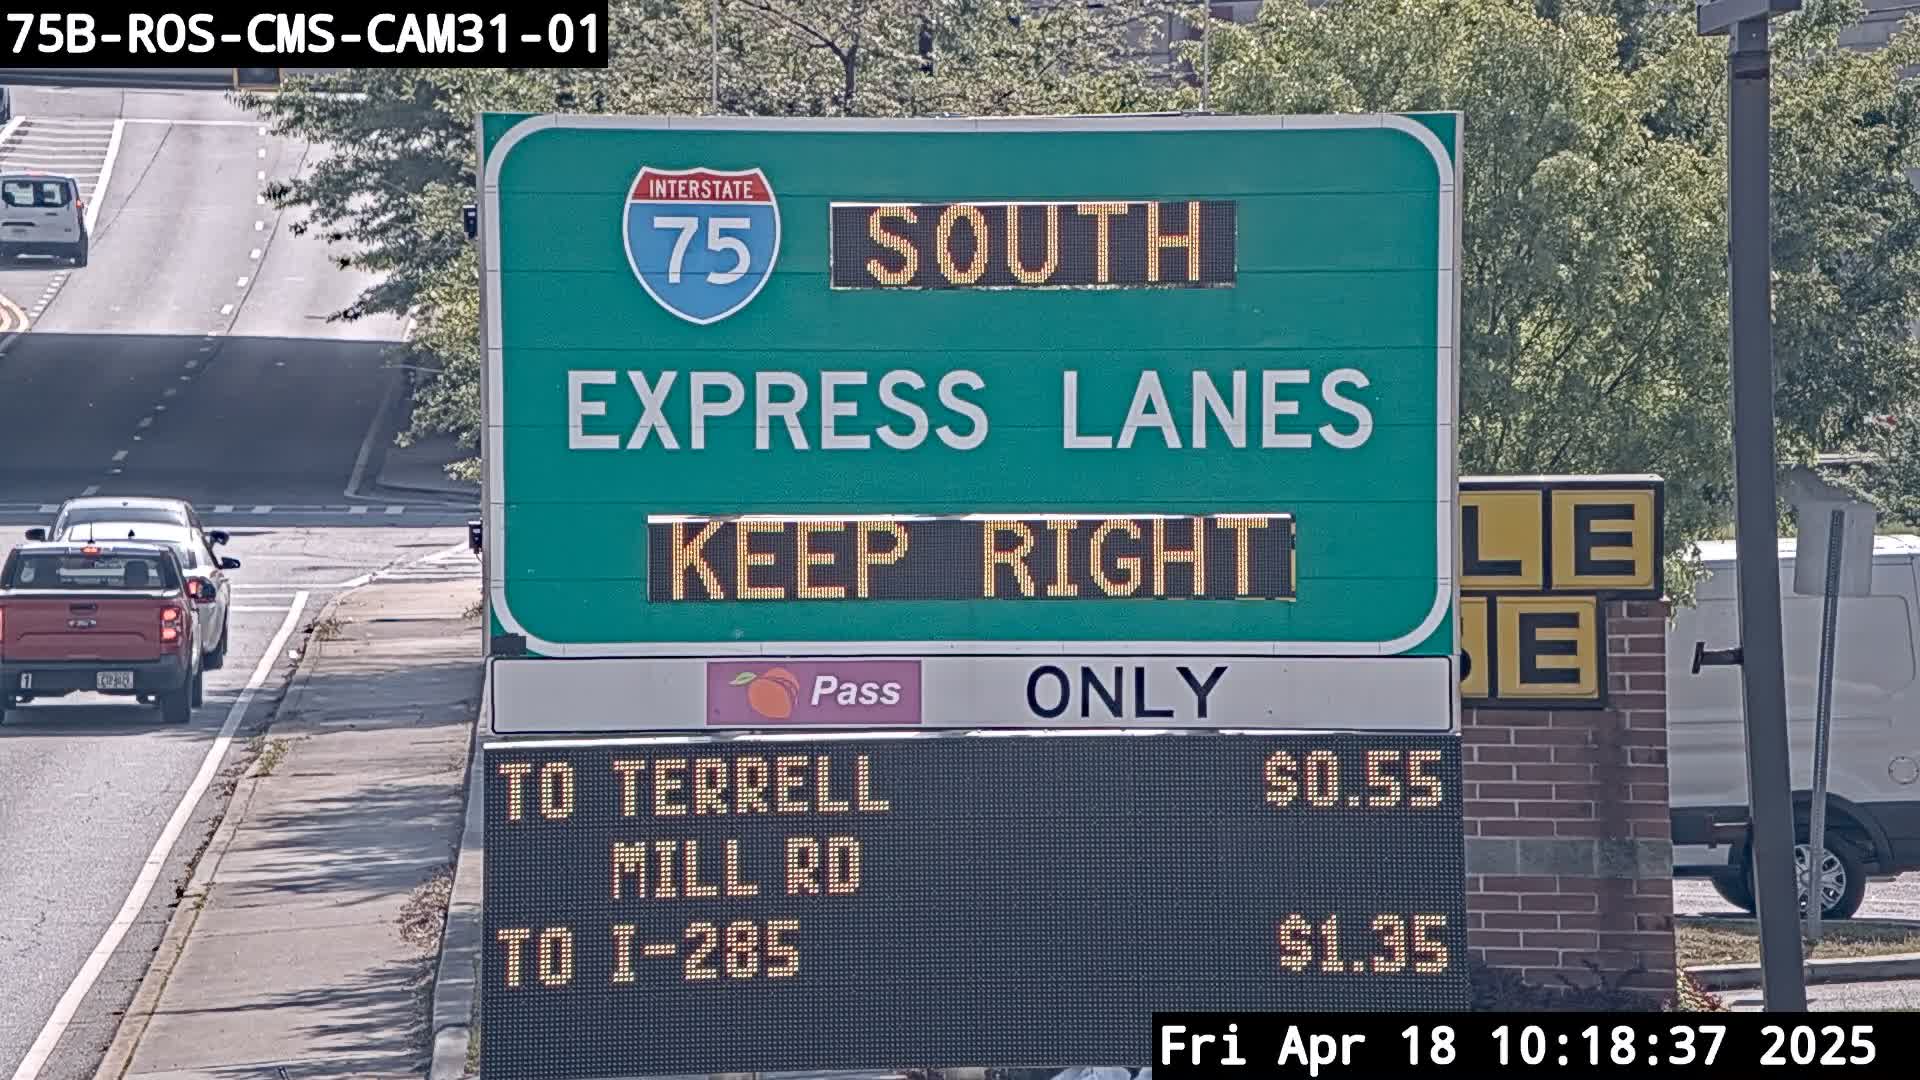 75B-ROS-CMS-CAM31-01
INTERSTATE
75
SOUTH
EXPRESS LANES
KEEP RIGHT
Pass ONLY
TO TERRELL $0.55
MILL RD
TO I-285 $1.35
LE
E
Fri Apr 18 10:18:37 2025